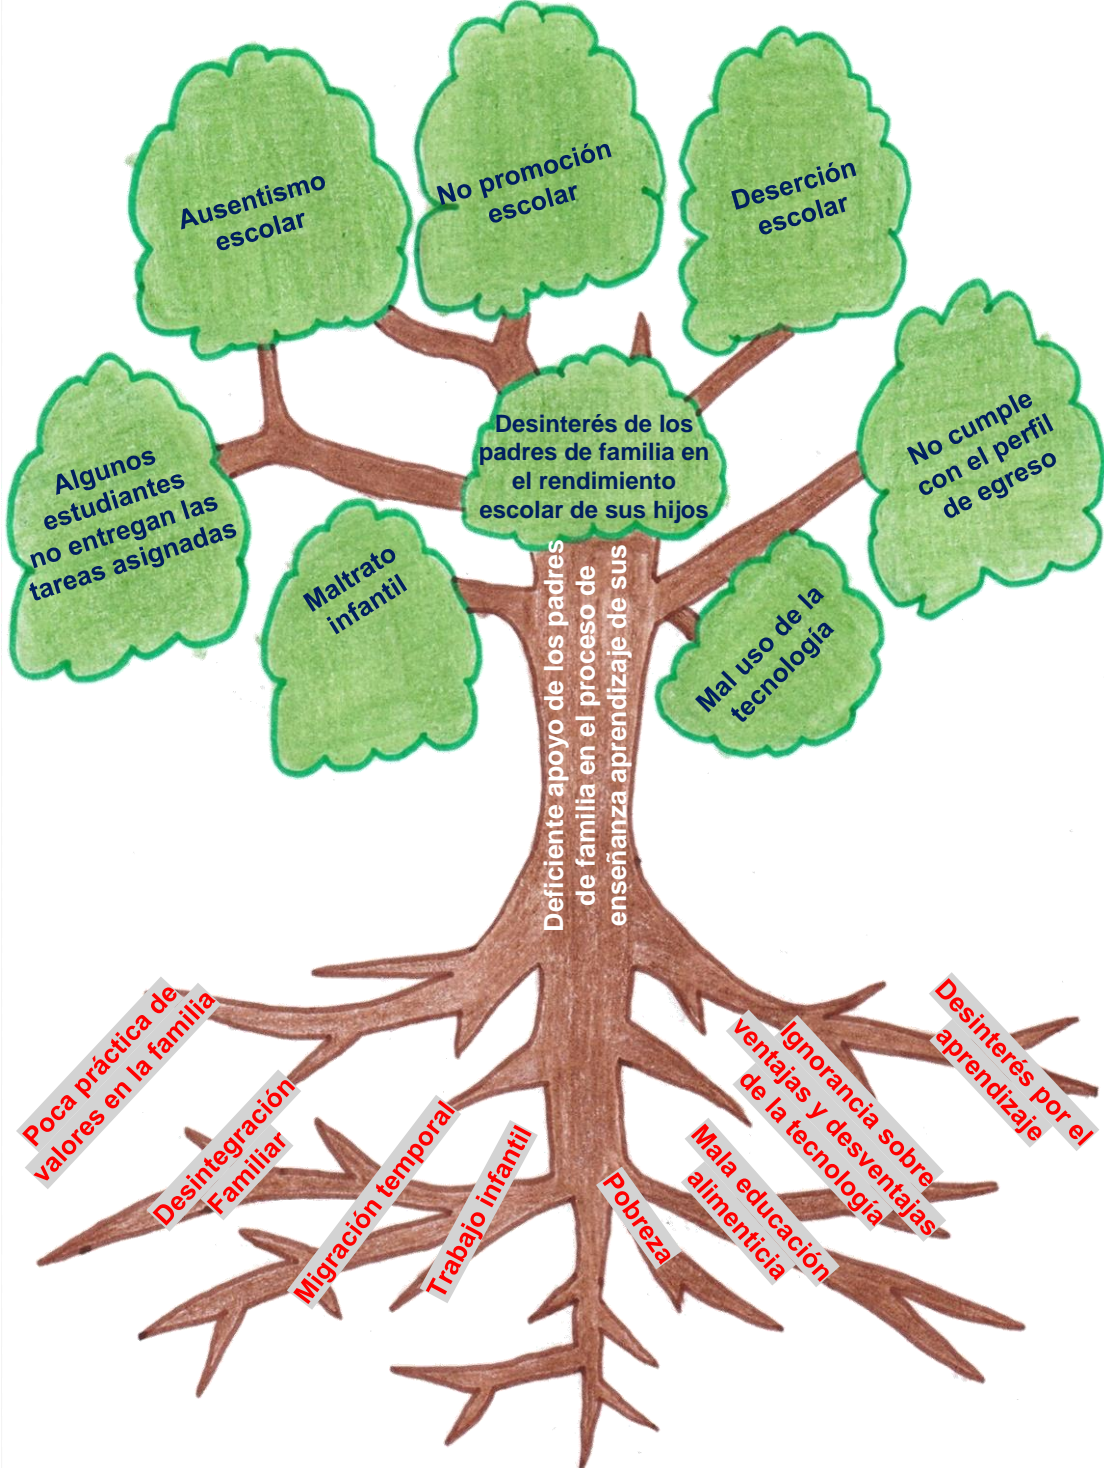 Ausentismo
escolar
No promoción
escolar
Deserción
escolar
Algunos
estudiantes
no entregan las
tareas asignadas
Desinterés de los
padres de familia en
el rendimiento
escolar de sus hijos
No cumple
con el perfil
de egreso
Maltrato
infantil
Mal uso de la
tecnología
Deficiente apoyo de los padres
de familia en el proceso de
enseñanza aprendizaje de sus
Poca práctica de
valores en la familia
Desintegración
Familiar
Migración temporal
Trabajo infantil
Pobreza
Mala educación
alimenticia
Ignorancia sobre
ventajas y desventajas
de la tecnología
Desinterés por el
aprendizaje